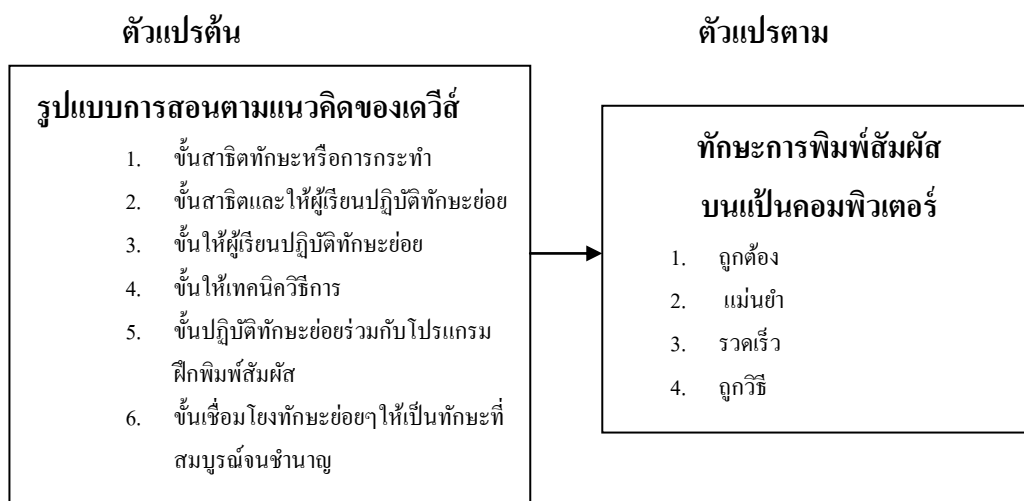 ตัวแปรต้น
ตัวแปรตาม
รูปแบบการสอนตามแนวคิดของเดวีส์
1. ขั้นสาธิตทักษะหรือการกระทำ
2. ขั้นสาธิตและให้ผู้เรียนปฏิบัติทักษะย่อย
3. ขั้นให้ผู้เรียนปฏิบัติทักษะย่อย
4. ขั้นให้เทคนิควิธีการ
5. ขั้นปฏิบัติทักษะย่อยร่วมกับโปรแกรม
ฝึกพิมพ์สัมผัส
6. ขั้นเชื่อมโยงทักษะย่อยๆให้เป็นทักษะที่
สมบูรณ์จนชำนาญ
ทักษะการพิมพ์สัมผัส
บนแป้นคอมพิวเตอร์
1. ถูกต้อง
2. แม่นยำ
3. รวดเร็ว
4. ถูกวิธี